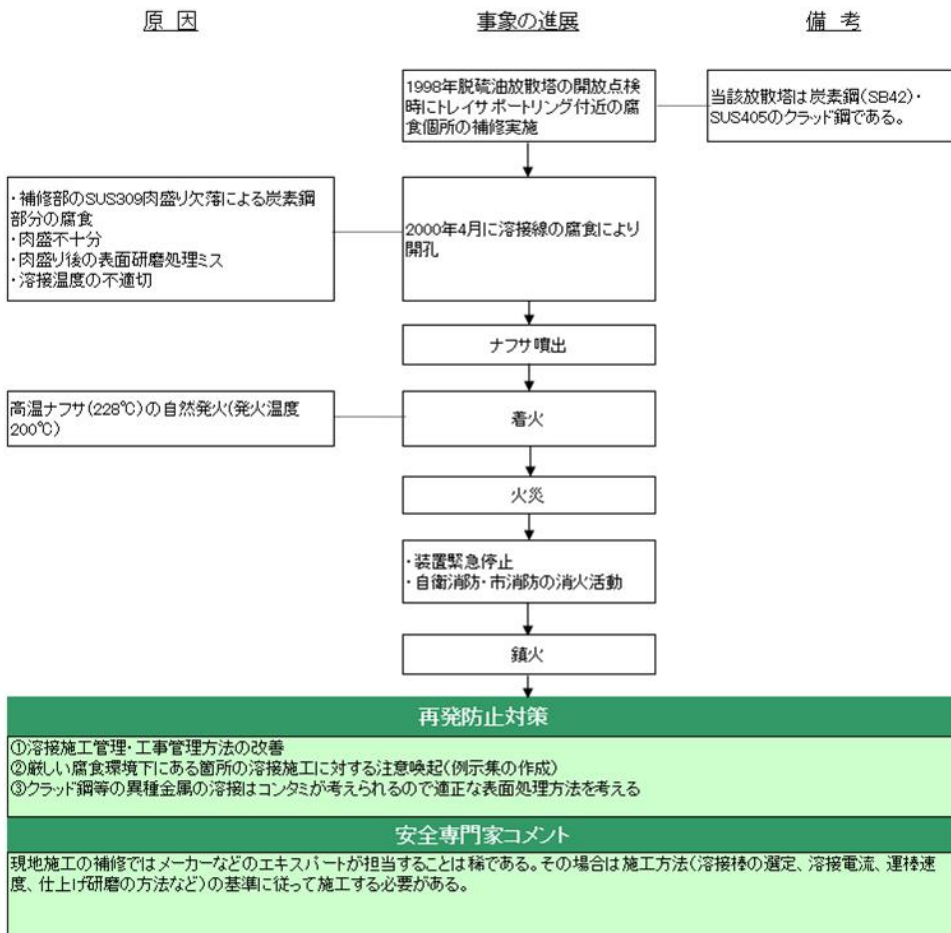 原 因
事象の進展
備 考
1998年脱硫油放散塔の開放点検
時にトレイサポートリング付近の腐
食個所の補修実施
当該放散塔は炭素鋼(SB42)・
SUS405のクラッド鋼である。
・補修部のSUS309肉盛り欠落による炭素鋼
部分の腐食
・肉盛不十分
・肉盛り後の表面研磨処理ミス
・溶接温度の不適切
2000年4月に溶接線の腐食により
開孔
ナフサ噴出
高温ナフサ(228℃)の自然発火(発火温度
200℃)
着火
火災
・装置緊急停止
・自衛消防・市消防の消火活動
鎮火
再発防止対策
①溶接施工管理・工事管理方法の改善
②厳しい腐食環境下にある箇所の溶接施工に対する注意喚起(例示集の作成)
③クラッド鋼等の異種金属の溶接はコンタミが考えられるので適正な表面処理方法を考える
安全専門家コメント
現地施工の補修ではメーカーなどのエキスパートが担当することは稀である。その場合は施工方法(溶接棒の選定、溶接電流、運棒速
度、仕上げ研磨の方法など)の基準に従って施工する必要がある。